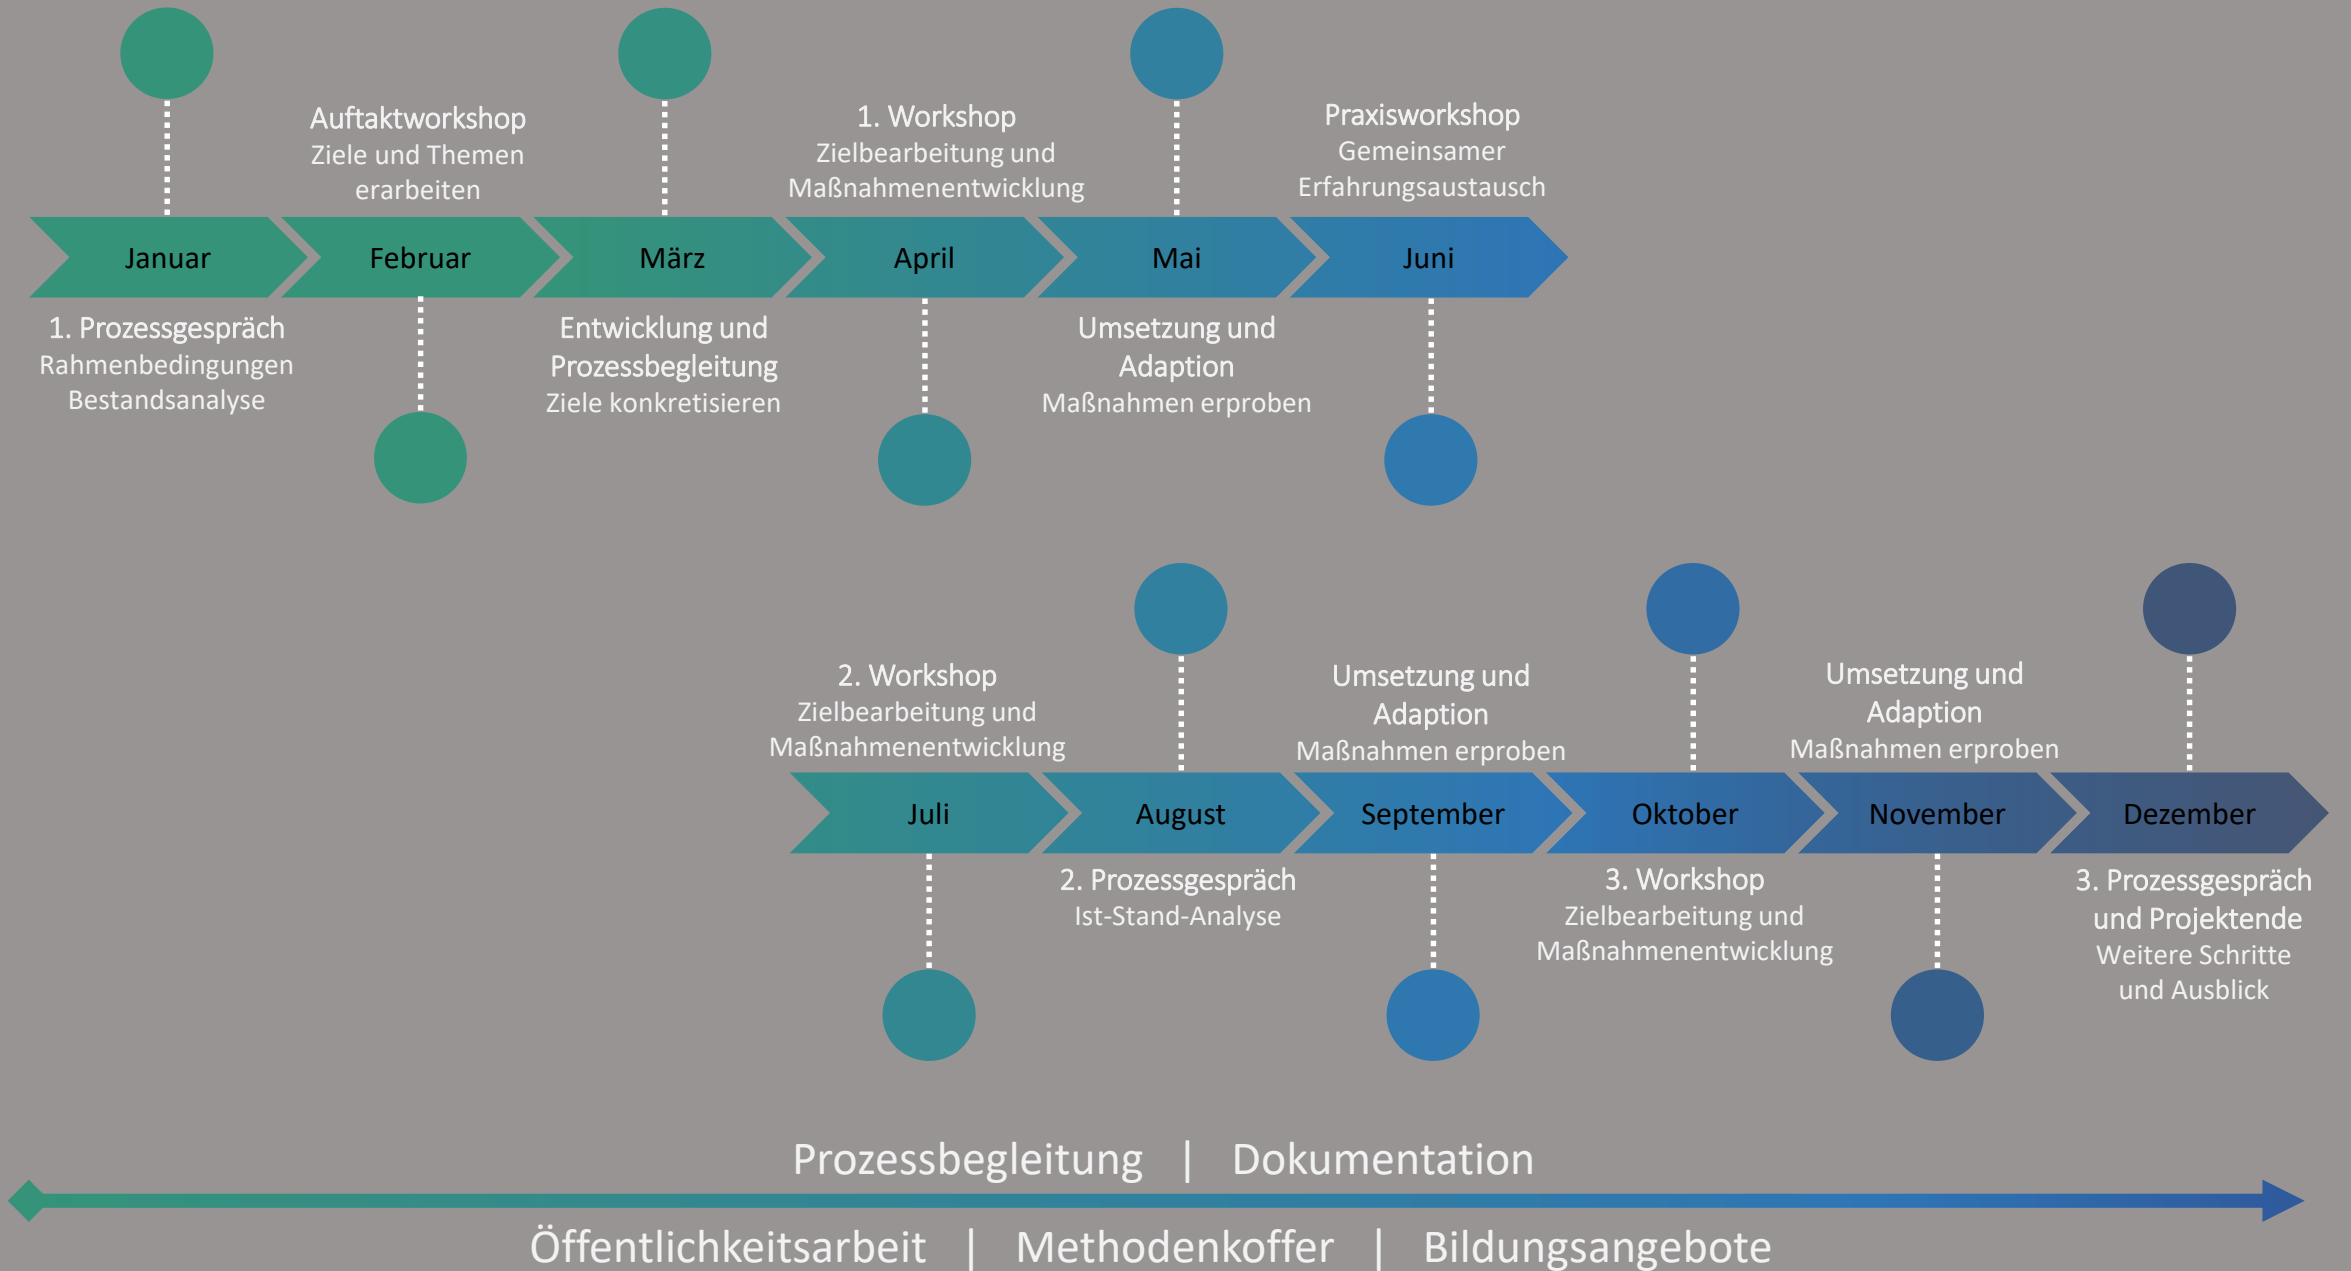 Auftaktworkshop
Ziele und Themen
erarbeiten
1. Workshop
Zielbearbeitung und
Maßnahmenentwicklung
Praxisworkshop
Gemeinsamer
Erfahrungsaustausch
Januar
Februar
März
April
Mai
Juni
1. Prozessgespräch
Rahmenbedingungen
Bestandsanalyse
Entwicklung und
Prozessbegleitung
Ziele konkretisieren
Umsetzung und
Adaption
Maßnahmen erproben
2. Workshop
Zielbearbeitung und
Maßnahmenentwicklung
Umsetzung und
Adaption
Maßnahmen erproben
Umsetzung und
Adaption
Maßnahmen erproben
Juli
August
September
Oktober
November
Dezember
2. Prozessgespräch
Ist-Stand-Analyse
3. Workshop
Zielbearbeitung und
Maßnahmenentwicklung
3. Prozessgespräch
und Projektende
Weitere Schritte
und Ausblick
Prozessbegleitung | Dokumentation
Öffentlichkeitsarbeit | Methodenkoffer | Bildungsangebote